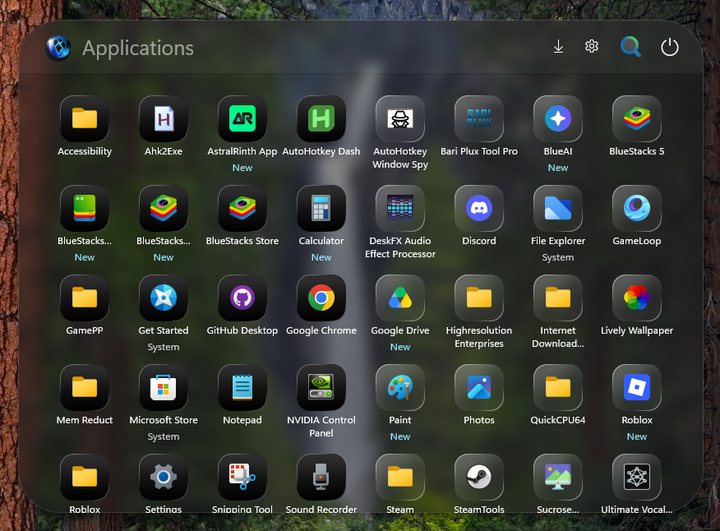 Applications
Accessibility
Ahk2Exe
AstralRinth App
New
AutoHotkey Dash
AutoHotkey
Window Spy
BARI
PLUX
Bari Plux Tool Pro
BlueAI
New
BlueStacks 5
BlueStacks...
New
BlueStacks...
New
BlueStacks Store
Calculator
New
DeskFX Audio
Effect Processor
Discord
File Explorer
System
GameLoop
GamePP
Get Started
System
GitHub Desktop
Google Chrome
Google Drive
New
Highresolution
Enterprises
Internet
Download...
Lively Wallpaper
Mem Reduct
Microsoft Store
System
Notepad
NVIDIA Control
Panel
Paint
New
Photos
QuickCPU64
Roblox
New
Roblox
Settings
Snipping Tool
Sound Recorder
Steam
SteamTools
Sucrose...
Ultimate Vocal...